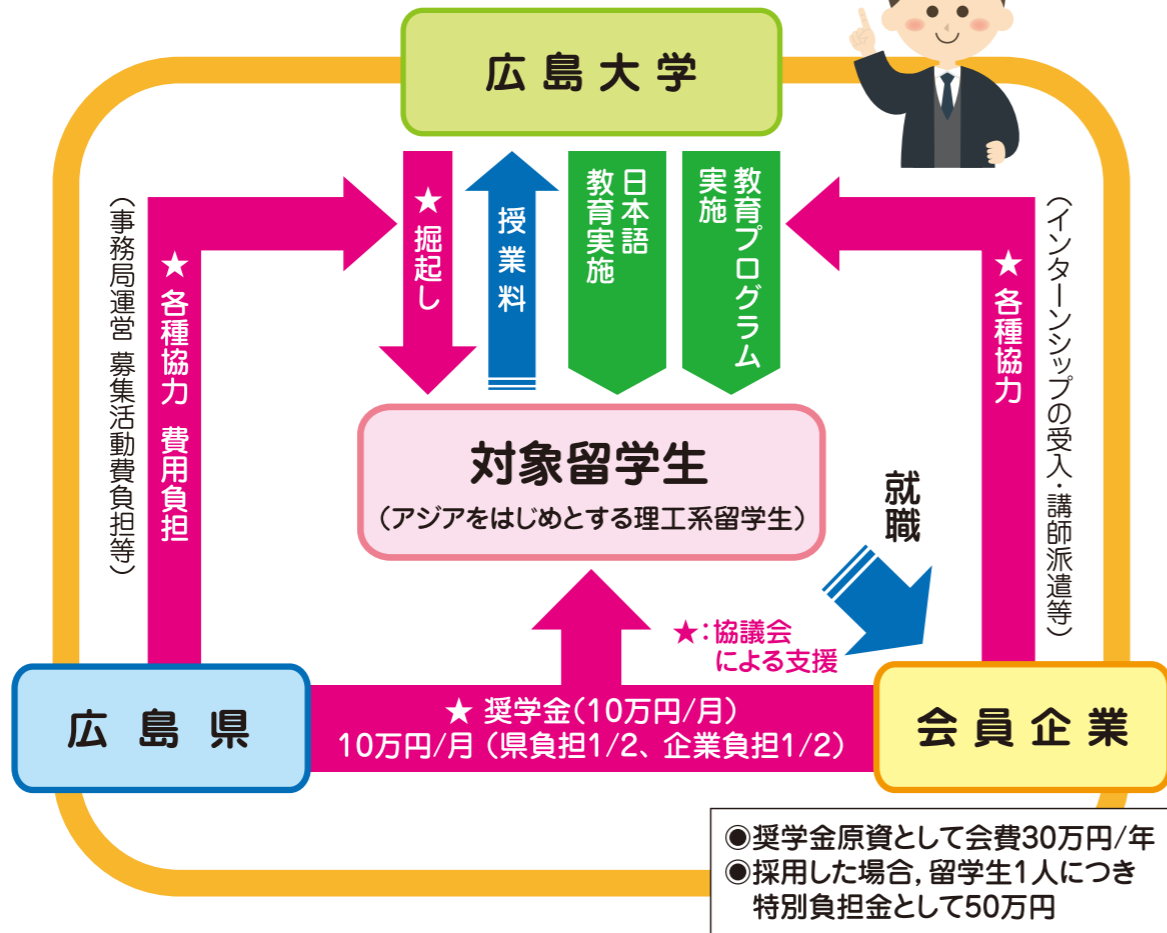 広島大学
（事務局運営 募集活動費負担等）
★ 各種協力 費用負担
★ 掘起し
授業料
日本語
教育実施
教育プログラム
実施
★ 各種協力
（インターンシップの受入・講師派遣等）
対象留学生
（アジアをはじめとする理工系留学生）
就職
★：協議会
による支援
広島県
★ 奨学金（10万円/月）
10万円/月（県負担1/2、企業負担1/2）
会員企業
◉奨学金原資として会費30万円/年
◉採用した場合，留学生1人につき
特別負担金として50万円